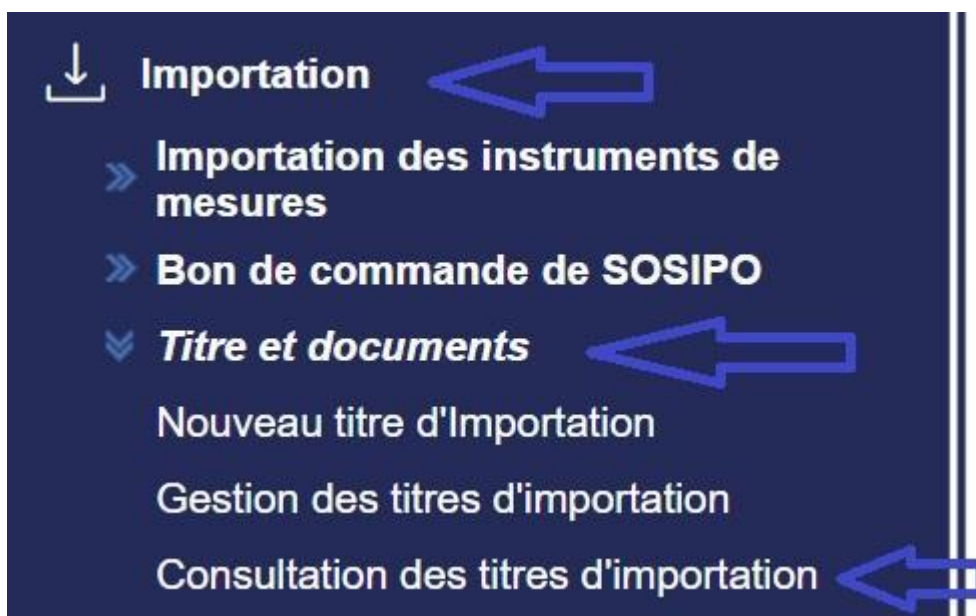 Importation
Importation des instruments de
mesures
Bon de commande de SOSIPO
Titre et documents
Nouveau titre d'Importation
Gestion des titres d'importation
Consultation des titres d'importation